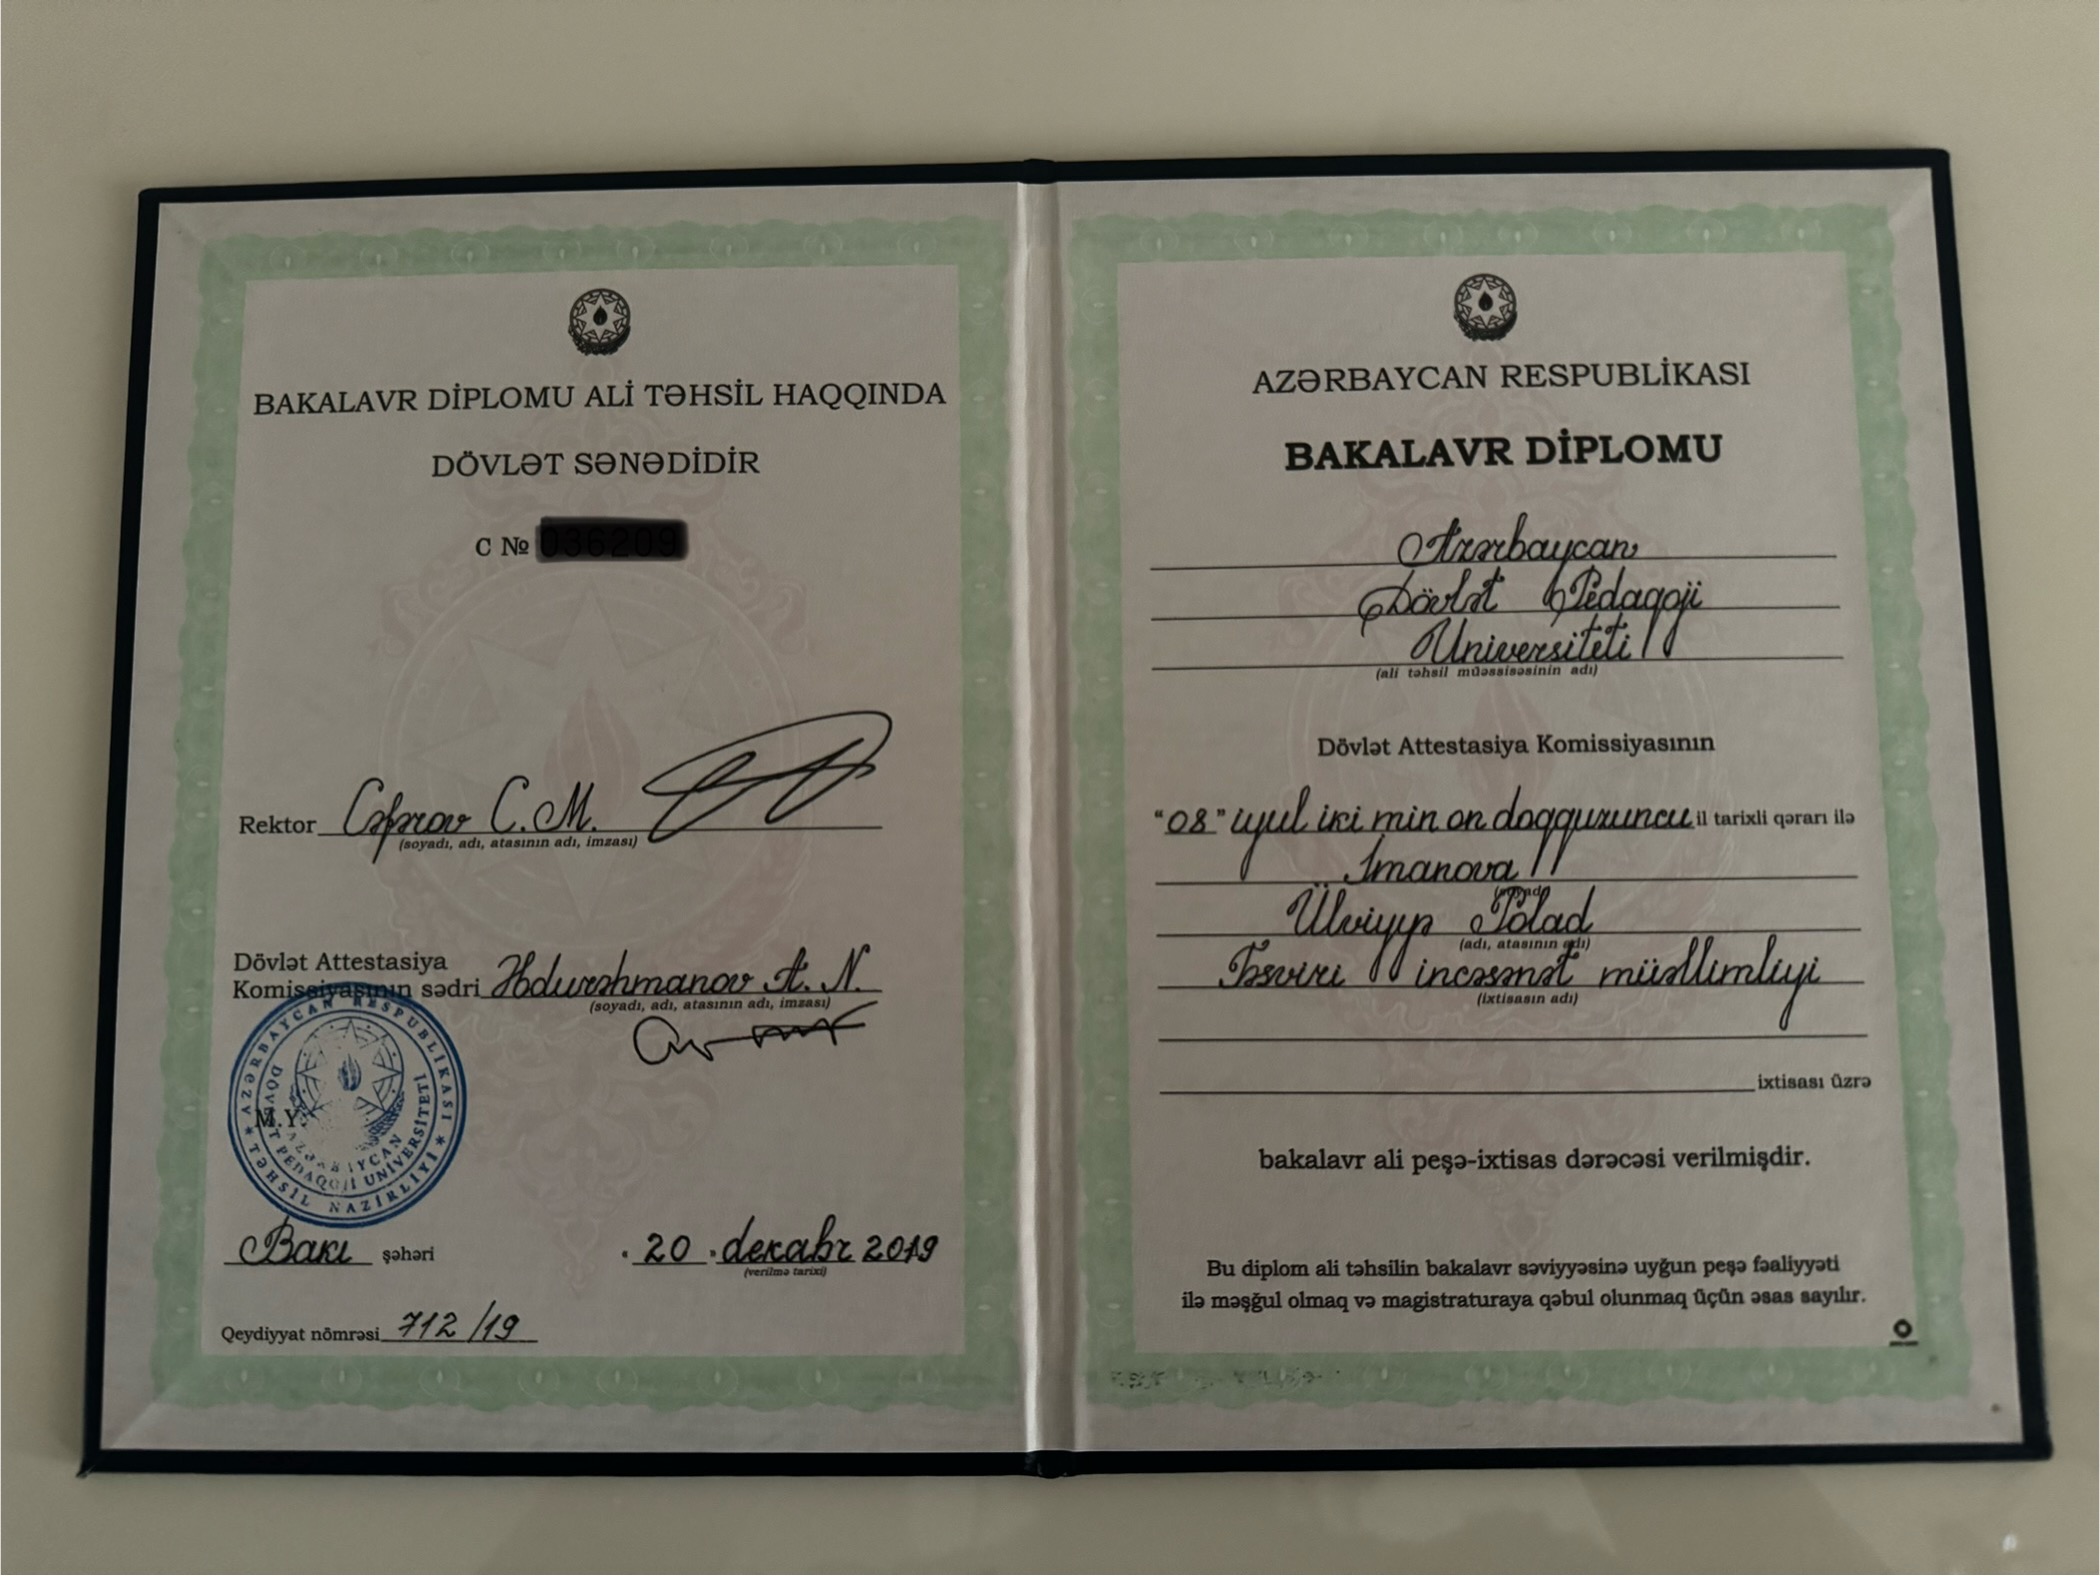 BAKALAVR DİPLOMU ALİ TƏHSİL HAQQINDA
DÖVLƏT SƏNƏDİDİR
C №
Rektor Cəfərov C.M.
(soyadı, adı, atasının adı, imzası)
Dövlət Attestasiya
Komissiyasının sədri Abdurəhmanov A. N.
(soyadı, adı, atasının adı, imzası)
AZƏRBAYCAN RESPUBLİKASI
TƏHSİL NAZİRLİYİ
AZƏRBAYCAN
DÖVLƏT PEDAQOJİ UNİVERSİTETİ
M.Y.
Bakı şəhəri
20 dekabr 2019
(verilmə tarixi)
Qeydiyyat nömrəsi 712/19
AZƏRBAYCAN RESPUBLİKASI
BAKALAVR DİPLOMU
Azərbaycan
Dövlət Pedaqoji
Universiteti
(ali təhsil müəssisəsinin adı)
Dövlət Attestasiya Komissiyasının
“08” iyul iki min on doqquzuncu il tarixli qərarı ilə
İmanova
(soyadı)
Ülviyyə Polad
(adı, atasının adı)
Təsviri incəsənət müəllimliyi
(ixtisasın adı)
ixtisası üzrə
bakalavr ali peşə-ixtisas dərəcəsi verilmişdir.
Bu diplom ali təhsilin bakalavr səviyyəsinə uyğun peşə fəaliyyəti
ilə məşğul olmaq və magistraturaya qəbul olunmaq üçün əsas sayılır.